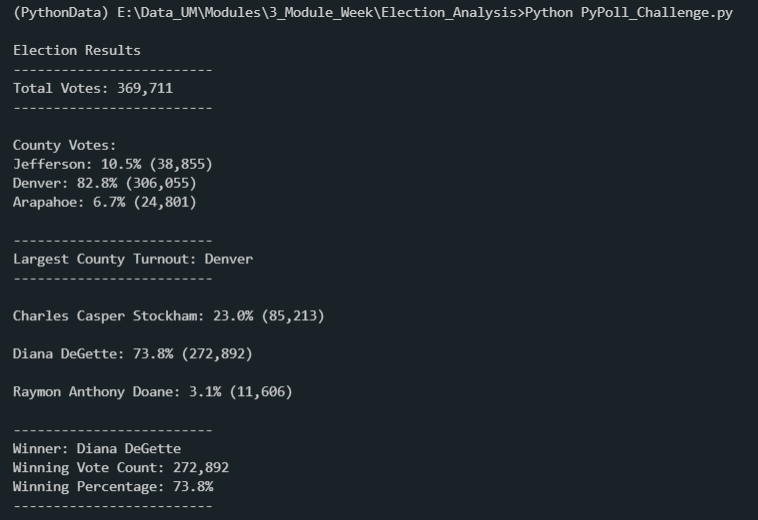 (PythonData) E:\Data_UM\Modules\3_Module_Week\Election_Analysis>Python PyPoll_Challenge.py
Election Results
-------------------------
Total Votes: 369,711
-------------------------
County Votes:
Jefferson: 10.5% (38,855)
Denver: 82.8% (306,055)
Arapahoe: 6.7% (24,801)
-------------------------
Largest County Turnout: Denver
-------------------------
Charles Casper Stockham: 23.0% (85,213)
Diana DeGette: 73.8% (272,892)
Raymon Anthony Doane: 3.1% (11,606)
-------------------------
Winner: Diana DeGette
Winning Vote Count: 272,892
Winning Percentage: 73.8%
-------------------------